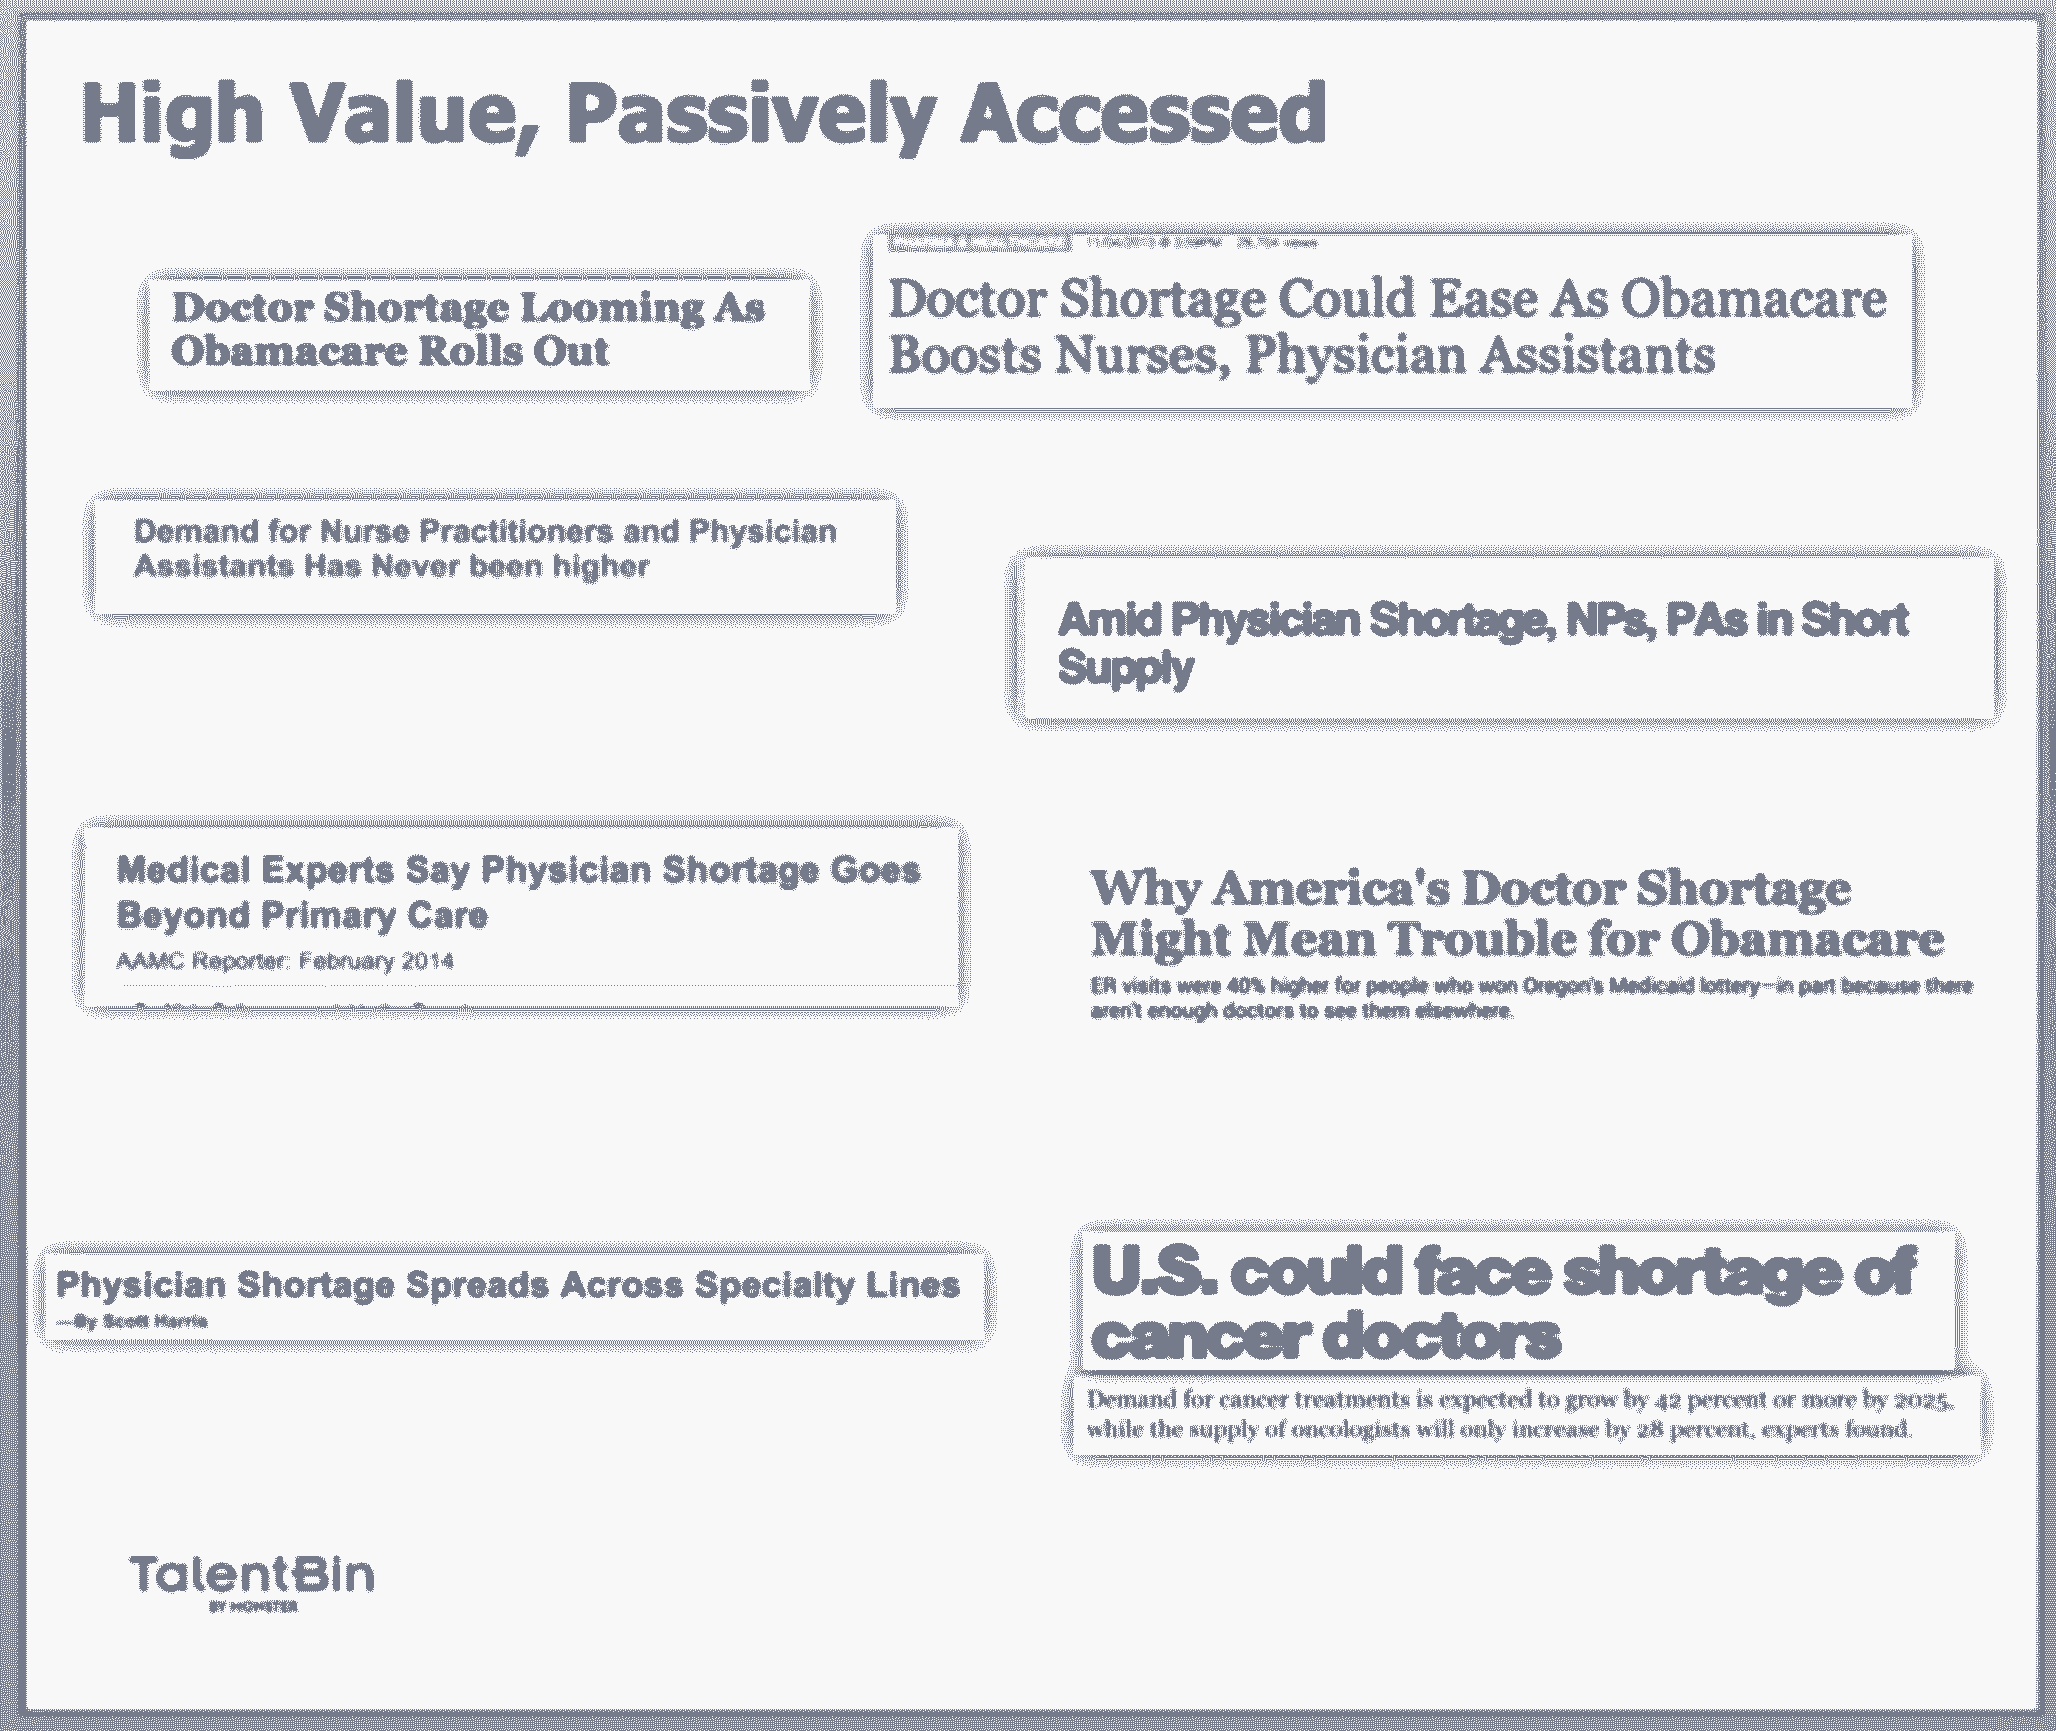 High Value, Passively Accessed
Doctor Shortage Looming As
Obamacare Rolls Out
views
Doctor Shortage Could Ease As Obamacare
Boosts Nurses, Physician Assistants
Demand for Nurse Practitioners and Physician
Assistants Has Never been higher
Amid Physician Shortage, NPs, PAs in Short
Supply
Medical Experts Say Physician Shortage Goes
Beyond Primary Care
AAMC Reporter: February 2014
Why America's Doctor Shortage
Might Mean Trouble for Obamacare
ER visits were 40% higher for people who won Oregon's Medicaid lottery—in part because there
aren't enough doctors to see them elsewhere.
Physician Shortage Spreads Across Specialty Lines
—By Scott Harris
U.S. could face shortage of
cancer doctors
Demand for cancer treatments is expected to grow by 42 percent or more by 2025,
while the supply of oncologists will only increase by 28 percent, experts found.
TalentBin
BY MONSTER